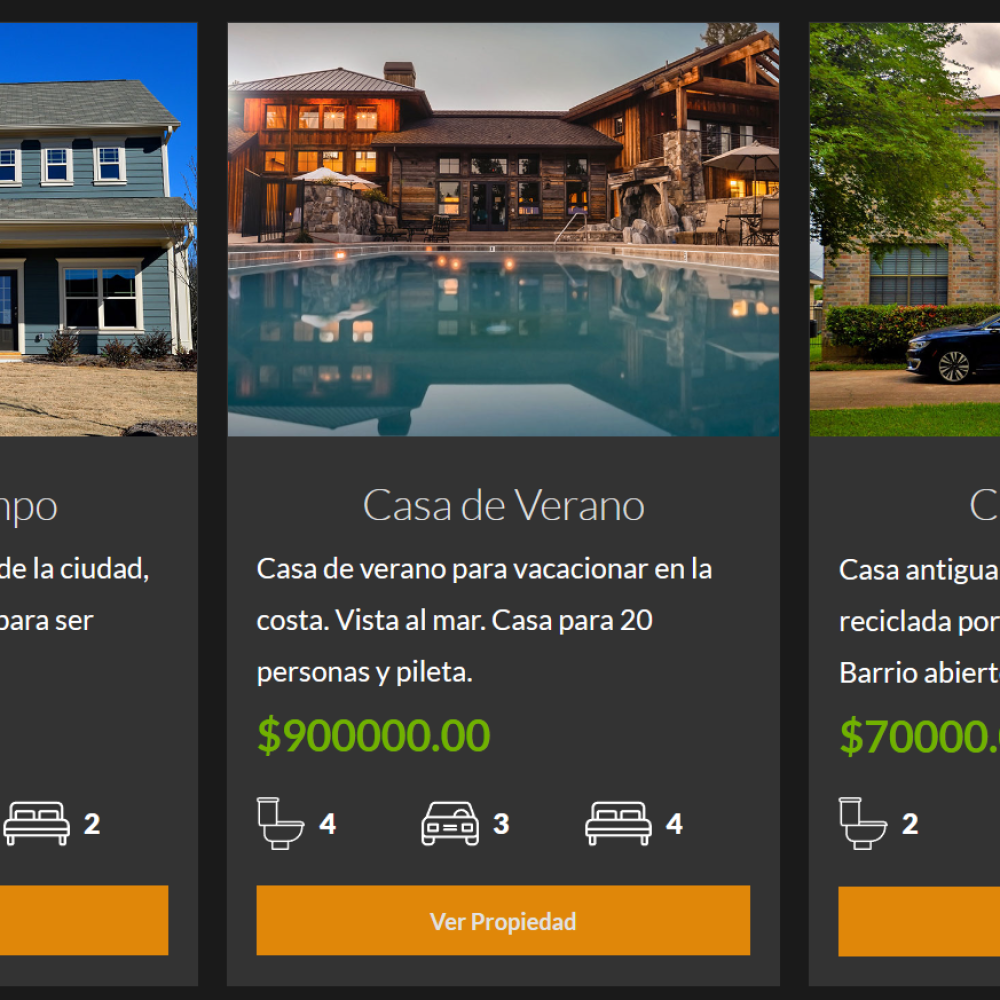 mpo
de la ciudad,
para ser
2
Casa de Verano
Casa de verano para vacacionar en la
costa. Vista al mar. Casa para 20
personas y pileta.
$900000.00
4 3 4
Ver Propiedad
C
Casa antigua
reciclada por
Barrio abiert
$70000.
2